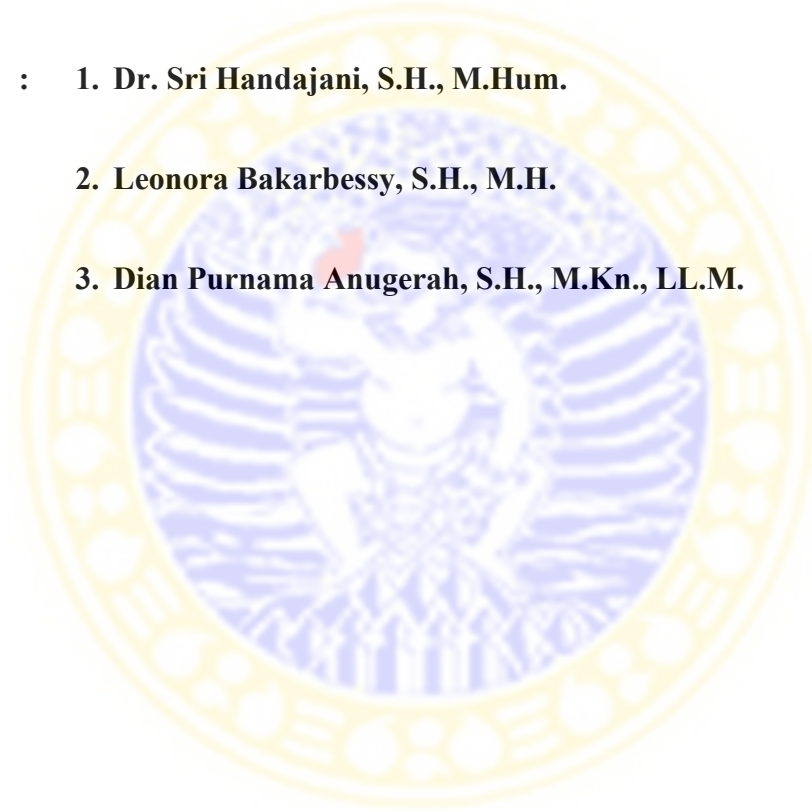 : 1. Dr. Sri Handajani, S.H., M.Hum.
2. Leonora Bakarbessy, S.H., M.H.
3. Dian Purnama Anugerah, S.H., M.Kn., LL.M.